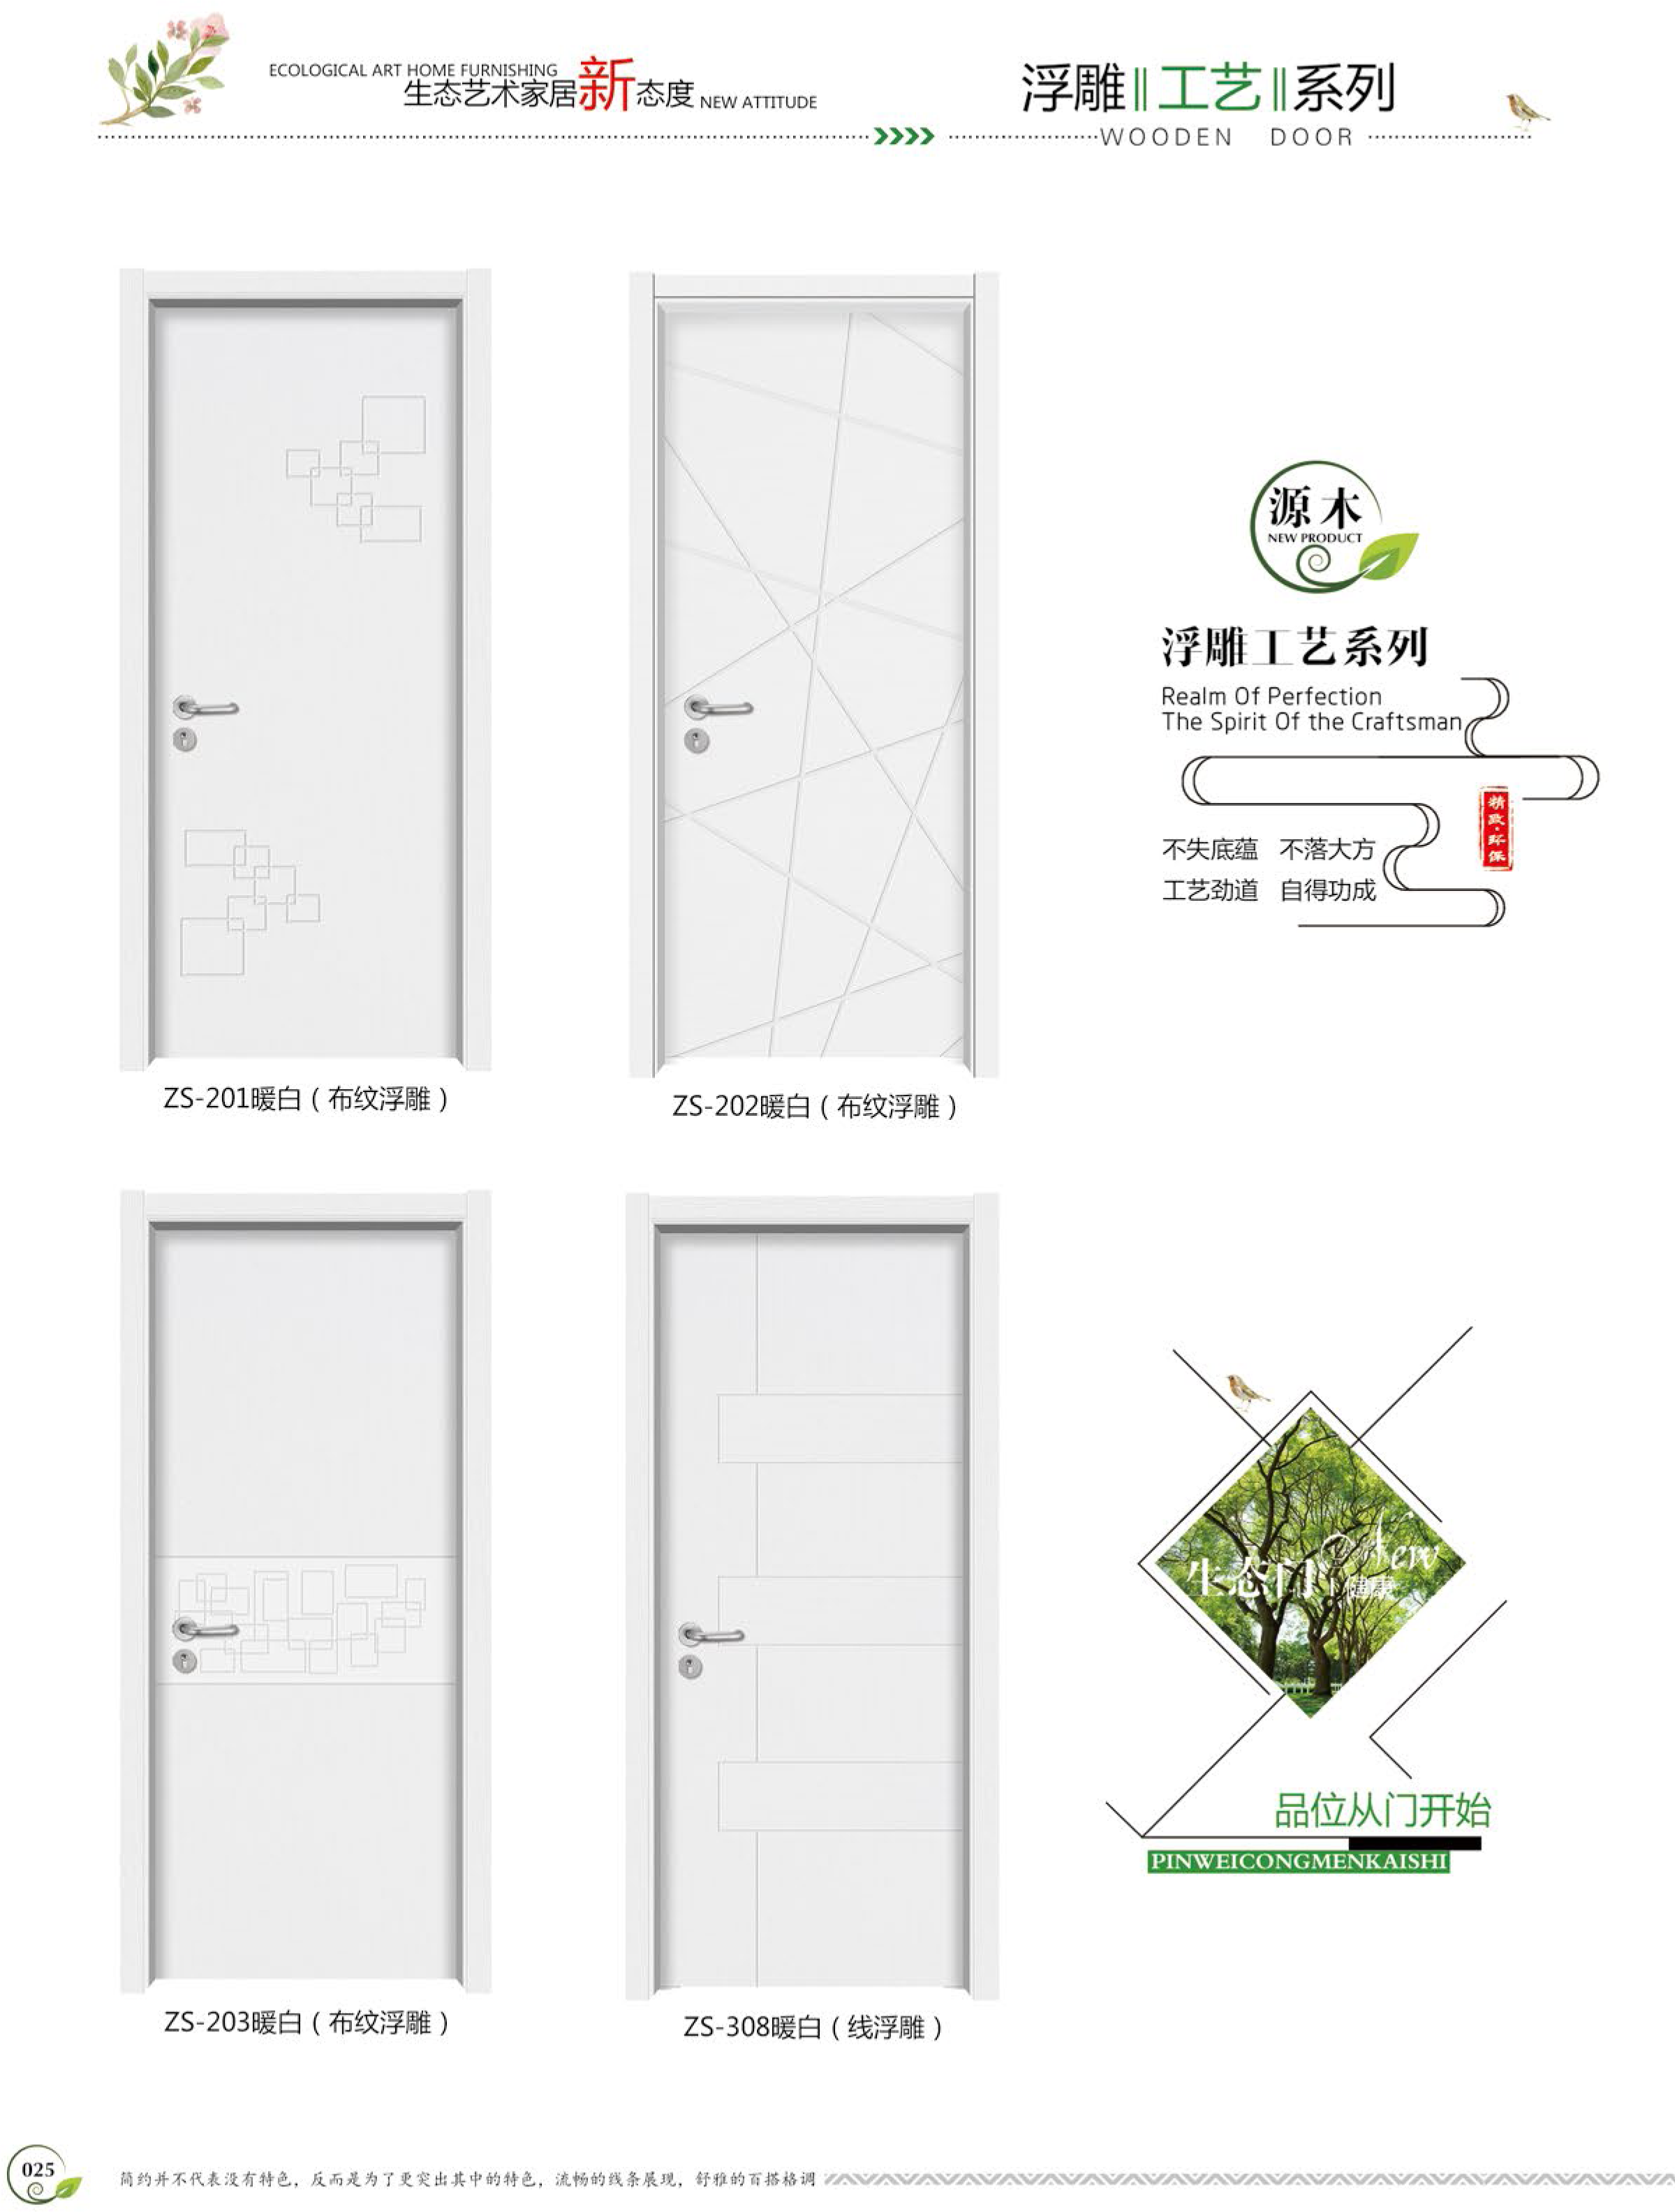 ECOLOGICAL ART HOME FURNISHING
生态艺术家居新态度 NEW ATTITUDE
浮雕‖工艺‖系列
WOODEN DOOR
源木
NEW PRODUCT
浮雕工艺系列
Realm Of Perfection
The Spirit Of the Craftsman
精致·环保
不失底蕴 不落大方
工艺劲道 自得功成
ZS-201暖白（布纹浮雕）
ZS-202暖白（布纹浮雕）
New
生态门 | 健康
品位从门开始
PINWEICONGMENKAISHI
ZS-203暖白（布纹浮雕）
ZS-308暖白（线浮雕）
025
简约并不代表没有特色，反而是为了更突出其中的特色，流畅的线条展现，舒雅的百搭格调